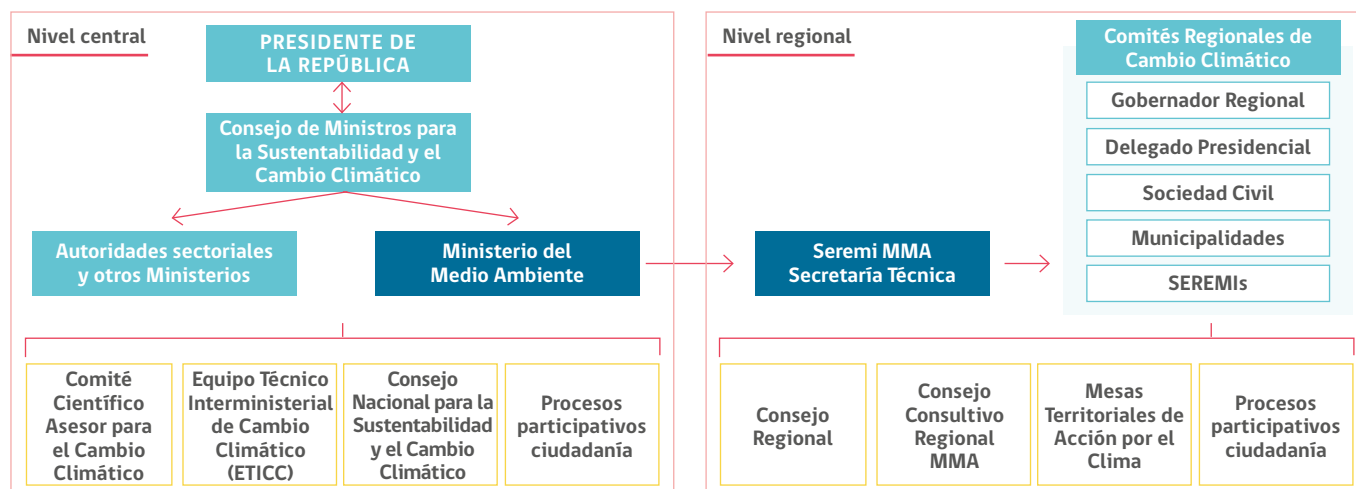 Nivel central
PRESIDENTE DE
LA REPÚBLICA
Consejo de Ministros para
la Sustentabilidad y el
Cambio Climático
Autoridades sectoriales
y otros Ministerios
Ministerio del
Medio Ambiente
Comité
Científico
Asesor para
el Cambio
Climático
Equipo Técnico
Interministerial
de Cambio
Climático
(ETICC)
Consejo
Nacional para la
Sustentabilidad
y el Cambio
Climático
Procesos
participativos
ciudadanía
Nivel regional
Seremi MMA
Secretaría Técnica
Comités Regionales de
Cambio Climático
Gobernador Regional
Delegado Presidencial
Sociedad Civil
Municipalidades
SEREMIs
Consejo
Regional
Consejo
Consultivo
Regional
MMA
Mesas
Territoriales de
Acción por el
Clima
Procesos
participativos
ciudadanía